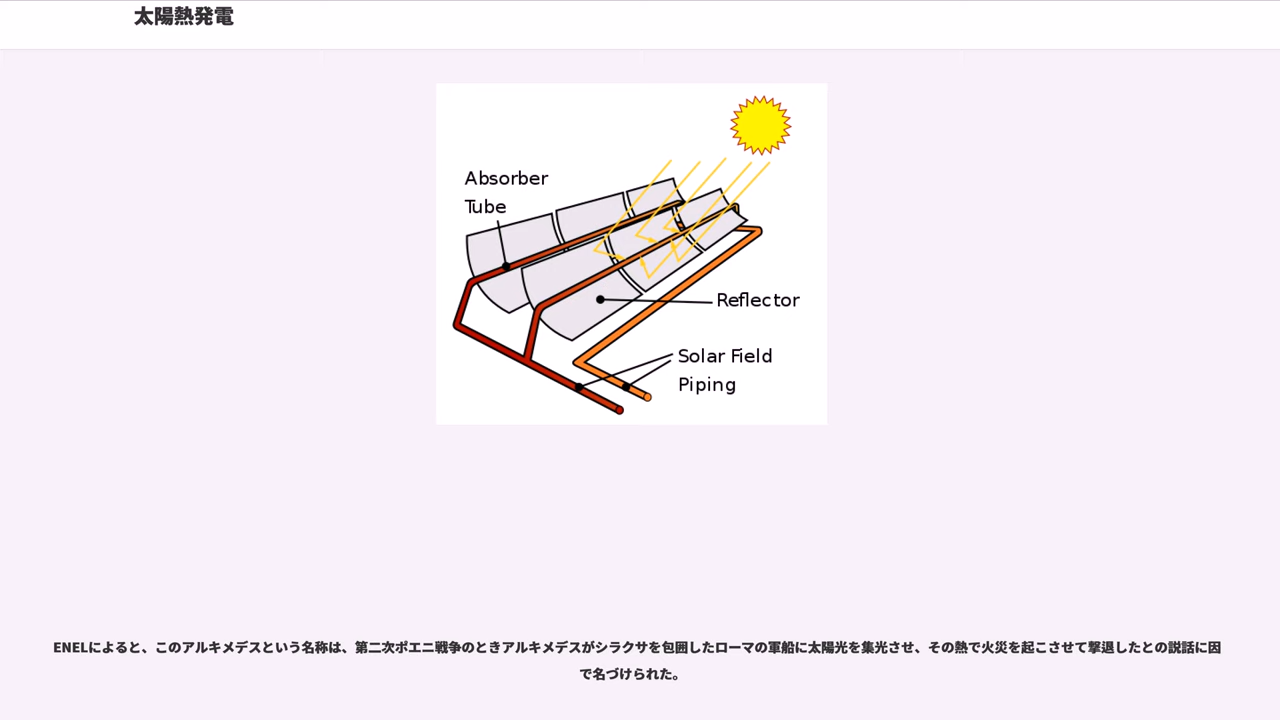 太陽熱発電
Absorber
Tube
Reflector
Solar Field
Piping
ENELによると、このアルキメデスという名称は、第二次ポエニ戦争のときアルキメデスがシラクサを包囲したローマの軍船に太陽光を集光させ、その熱で火災を起こさせて撃退したとの説話に因
で名づけられた。